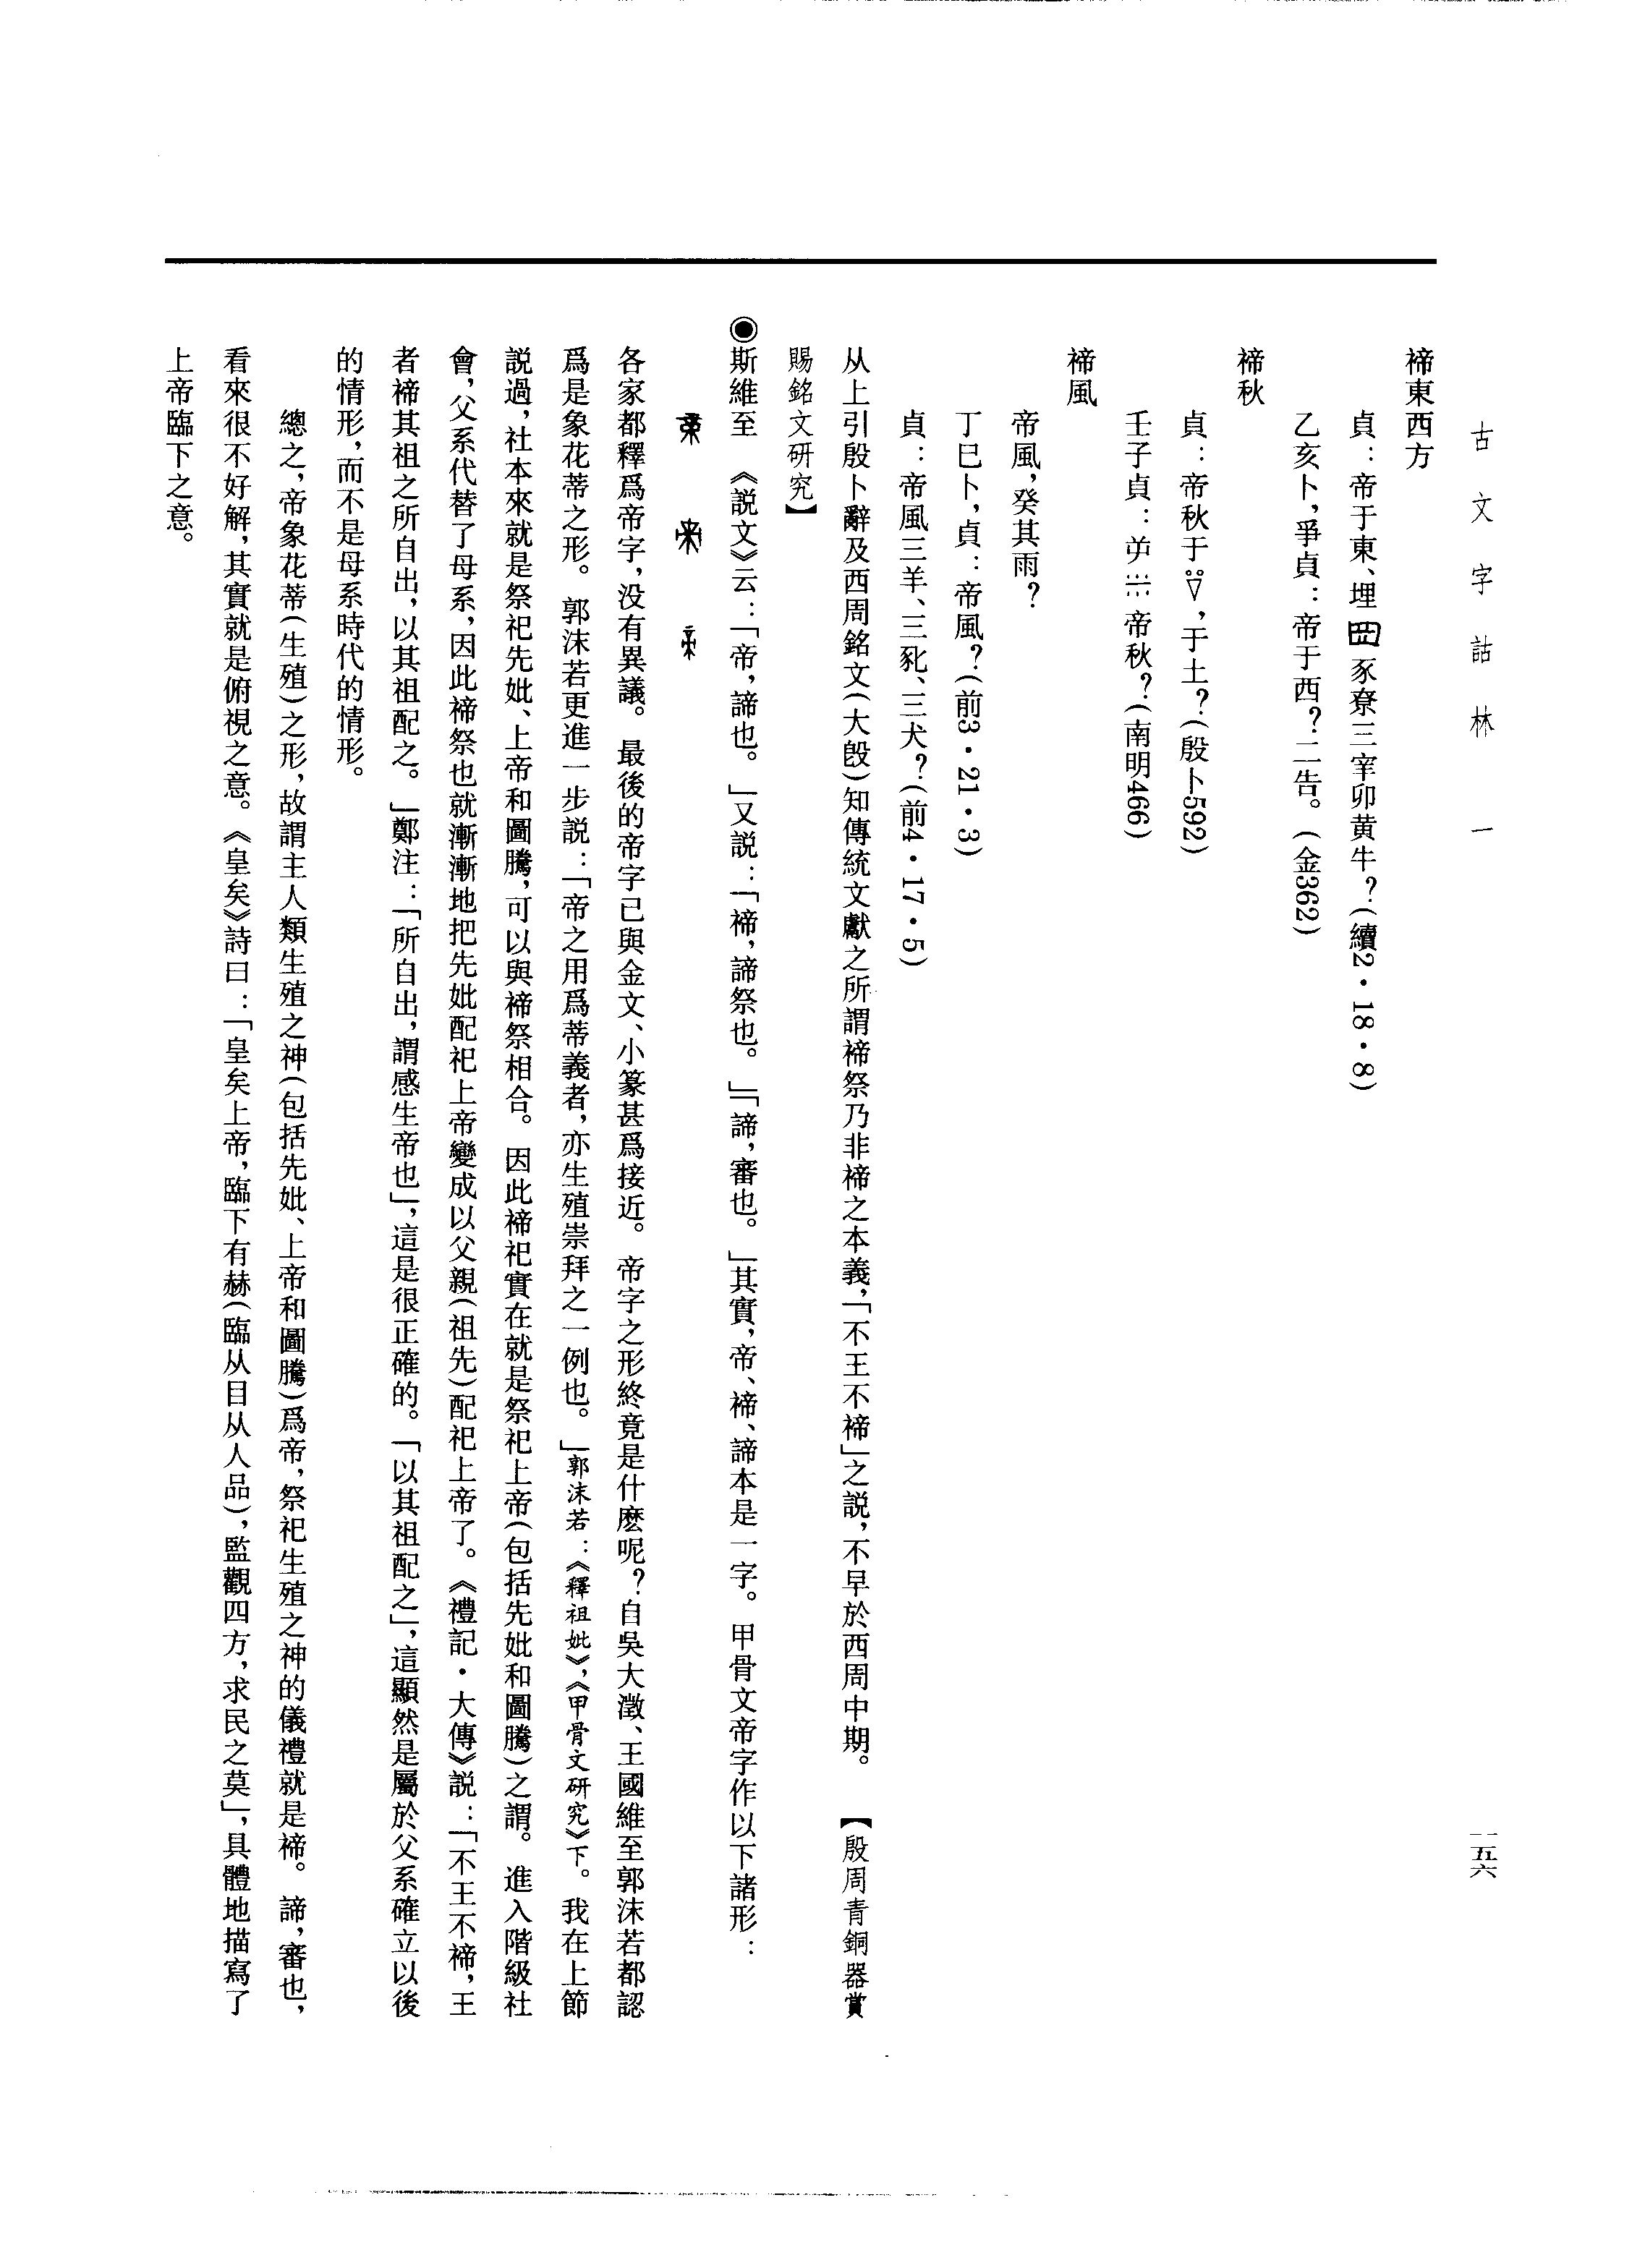 古文字詁林 一
一五六
禘東西方
貞：帝于東、埋豕尞三宰卯黄牛？(續2·18·8)
乙亥卜，爭貞：帝于西？二告。(金362)
禘秋
貞：帝秋于，于土？(殷卜592)
壬子貞：帝秋？(南明466)
禘風
帝風，癸其雨？
丁巳卜，貞：帝風？(前3·21·3)
貞：帝風三羊、三豕、三犬？(前4·17·5)
从上引殷卜辭及西周銘文(大𣪘)知傳統文獻之所謂禘祭乃非禘之本義，「不王不禘」之説，不早於西周中期。　【殷周青銅器賞
賜銘文研究】
◉斯維至　《説文》云：「帝，諦也。」又説：「禘，諦祭也。」「諦，審也。」其實，帝、禘、諦本是一字。甲骨文帝字作以下諸形：
各家都釋爲帝字，没有異議。最後的帝字已與金文、小篆甚爲接近。帝字之形終竟是什麽呢？自吳大澂、王國維至郭沫若都認
爲是象花蒂之形。郭沫若更進一步説：「帝之用爲蒂義者，亦生殖崇拜之一例也。」郭沫若：《釋祖妣》，《甲骨文研究》下。我在上節
説過，社本來就是祭祀先妣、上帝和圖騰，可以與禘祭相合。因此禘祀實在就是祭祀上帝(包括先妣和圖騰)之謂。進入階級社
會，父系代替了母系，因此禘祭也就漸漸地把先妣配祀上帝變成以父親(祖先)配祀上帝了。《禮記·大傳》説：「不王不禘，王
者禘其祖之所自出，以其祖配之。」鄭注：「所自出，謂感生帝也」，這是很正確的。「以其祖配之」，這顯然是屬於父系確立以後
的情形，而不是母系時代的情形。
總之，帝象花蒂(生殖)之形，故謂主人類生殖之神(包括先妣、上帝和圖騰)爲帝，祭祀生殖之神的儀禮就是禘。諦，審也，
看來很不好解，其實就是俯視之意。《皇矣》詩曰：「皇矣上帝，臨下有赫(臨从目从人品)，監觀四方，求民之莫」，具體地描寫了
上帝臨下之意。